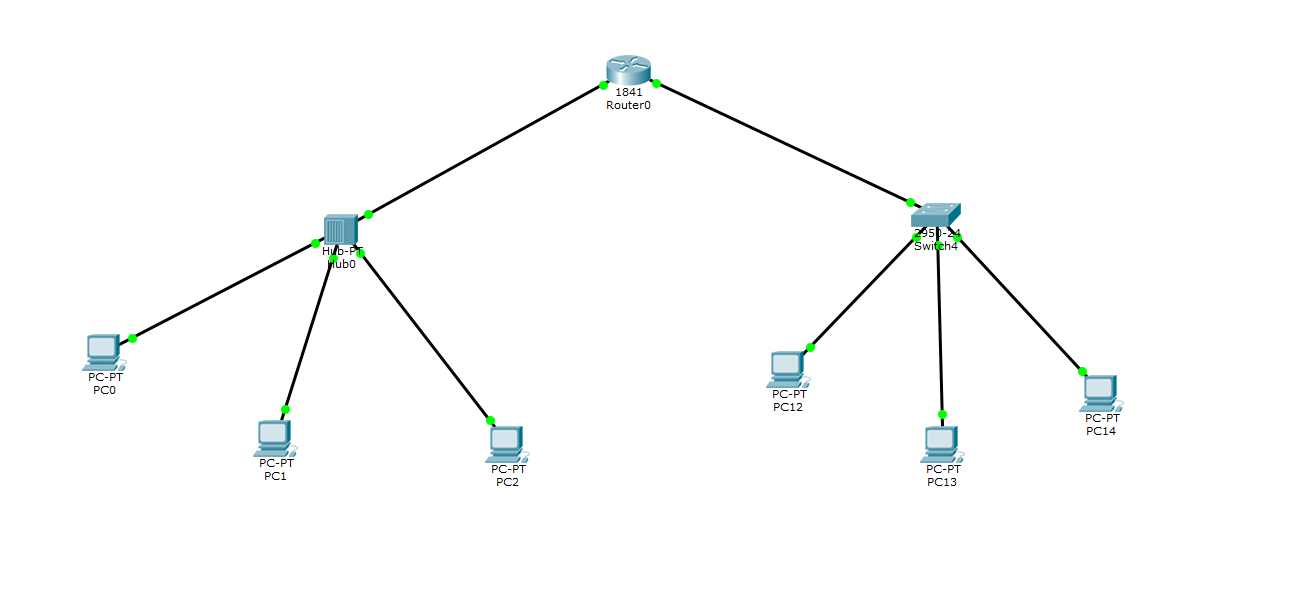 1841
Router0
Hub-PT
Hub0
2950-24
Switch4
PC-PT
PC0
PC-PT
PC1
PC-PT
PC2
PC-PT
PC12
PC-PT
PC13
PC-PT
PC14